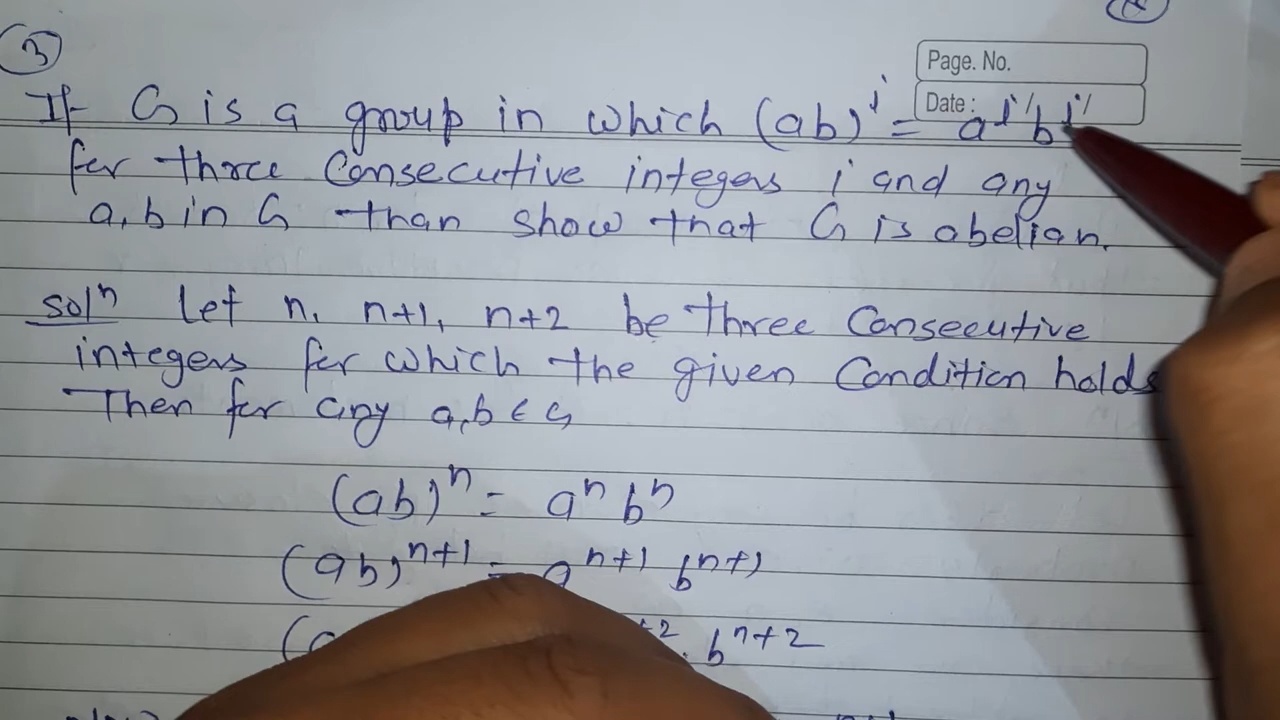 3
Page. No.
Date :
If G is a group in which (ab)^i = a^i b^i
for three Consecutive integers i and any
a, b in G than show that G is abelian.
solⁿ Let n, n+1, n+2 be three Consecutive
integers for which the given Condition holds
Then for any a, b ∈ G
(ab)^n = a^n b^n
(ab)^{n+1} = a^{n+1} b^{n+1}
+2 . b^{n+2}